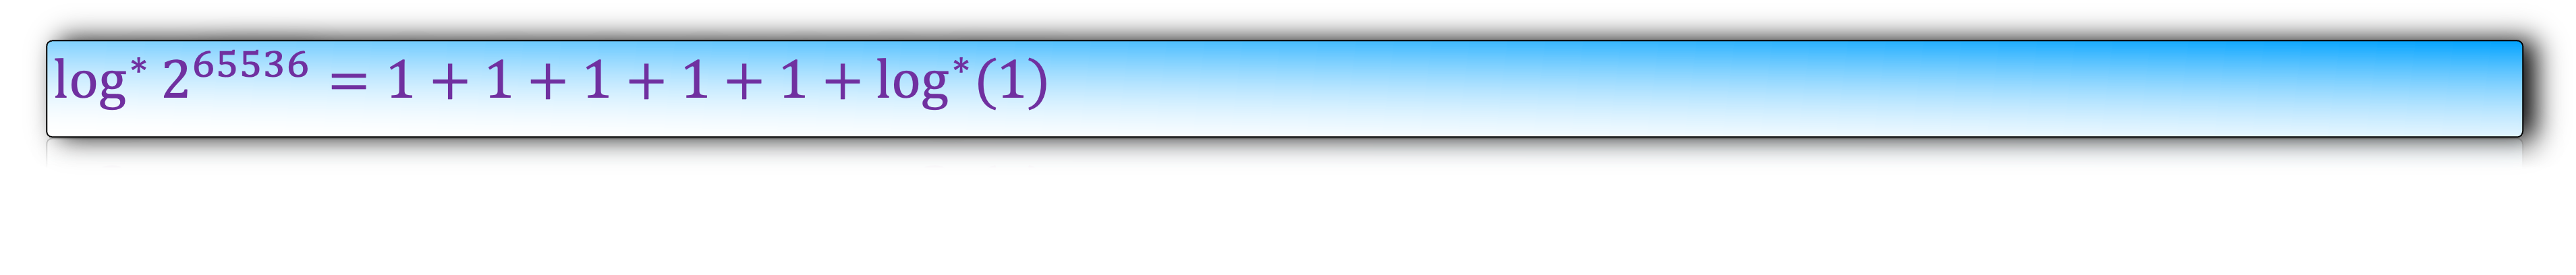 log* 2^65536 = 1 + 1 + 1 + 1 + 1 + log*(1)